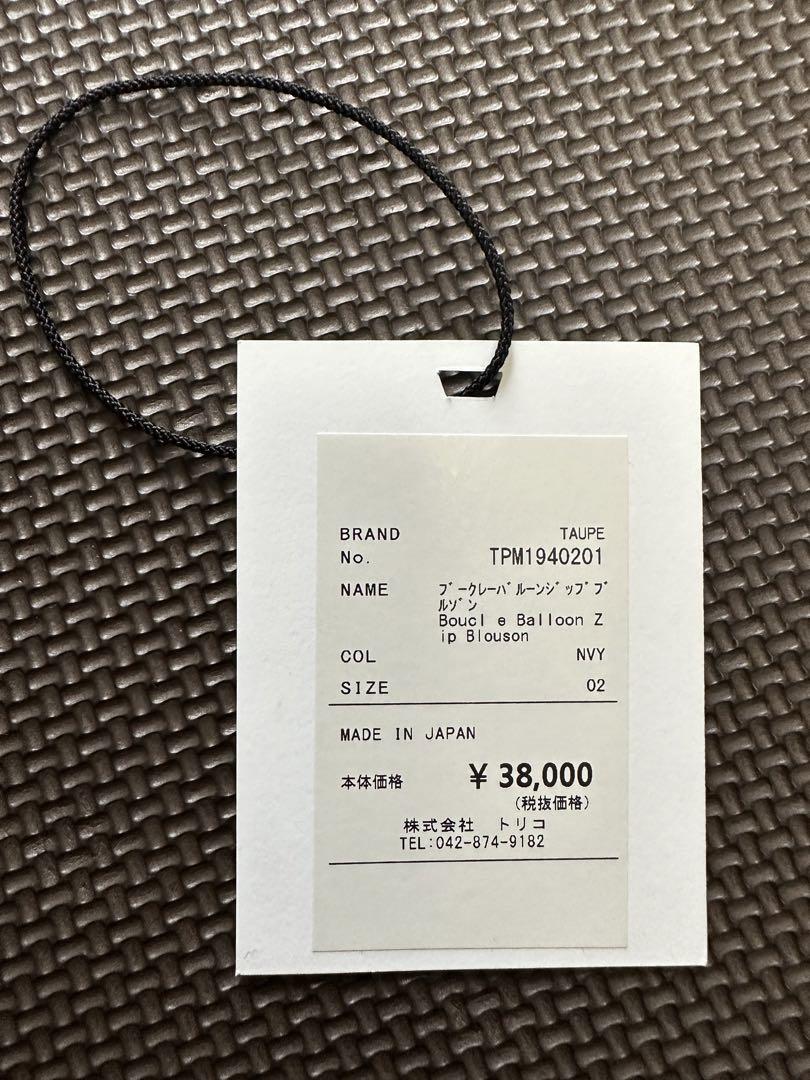 BRAND TAUPE
No. TPM1940201
NAME ブークレーバルーンジップブ
ルゾン
Boucl e Balloon Z
ip Blouson
COL NVY
SIZE 02
MADE IN JAPAN
本体価格 ¥ 38,000
(税抜価格)
株式会社 トリコ
TEL:042-874-9182